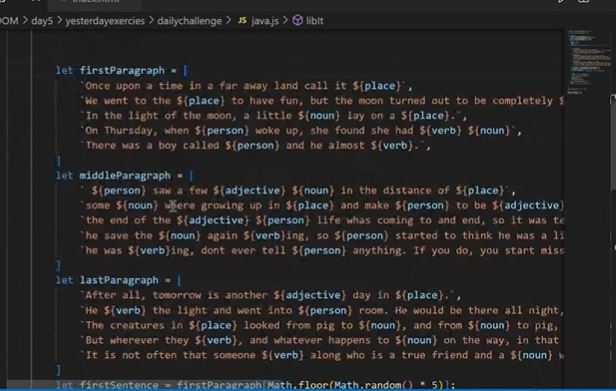 OOM > day5 > yesterdayexercies > dailychallenge > JS java.js > libIt
let firstParagraph = [
`Once upon a time in a far away land call it ${place}`,
`We went to the ${place} to have fun, but the moon turned out to be completely $
`In the light of the moon, a little ${noun} lay on a ${place}.`,
`On Thursday, when ${person} woke up, she found she had ${verb} ${noun}`,
`There was a boy called ${person} and he almost ${verb}.`,
]
let middleParagraph = [
` ${person} saw a few ${adjective} ${noun} in the distance of ${place}`,
`some ${noun} where growing up in ${place} and make ${person} to be ${adjective}
`the end of the ${adjective} ${person} life whas coming to and end, so it was te
`he save the ${noun} again ${verb}ing, so ${person} started to think he was a li
`he was ${verb}ing, dont ever tell ${person} anything. If you do, you start miss
]
let lastParagraph = [
`After all, tomorrow is another ${adjective} day in ${place}.`,
`He ${verb} the light and went into ${person} room. He would be there all night,
`The creatures in ${place} looked from pig to ${noun}, and from ${noun} to pig,
`But wherever they ${verb}, and whatever happens to ${noun} on the way, in that
`It is not often that someone ${verb} along who is a true friend and a ${noun} w
]
let firstSentence = firstParagraph[Math.floor(Math.random() * 5)];